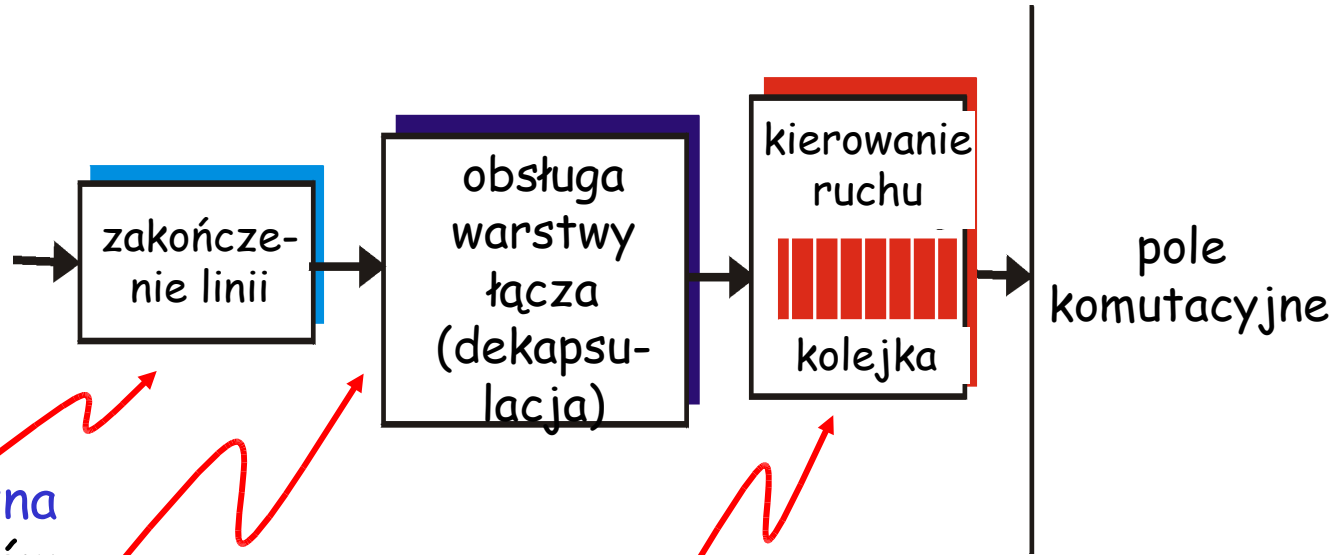 zakończe-
nie linii
obsługa
warstwy
łącza
(dekapsu-
lacja)
kierowanie
ruchu
kolejka
pole
komutacyjne
na